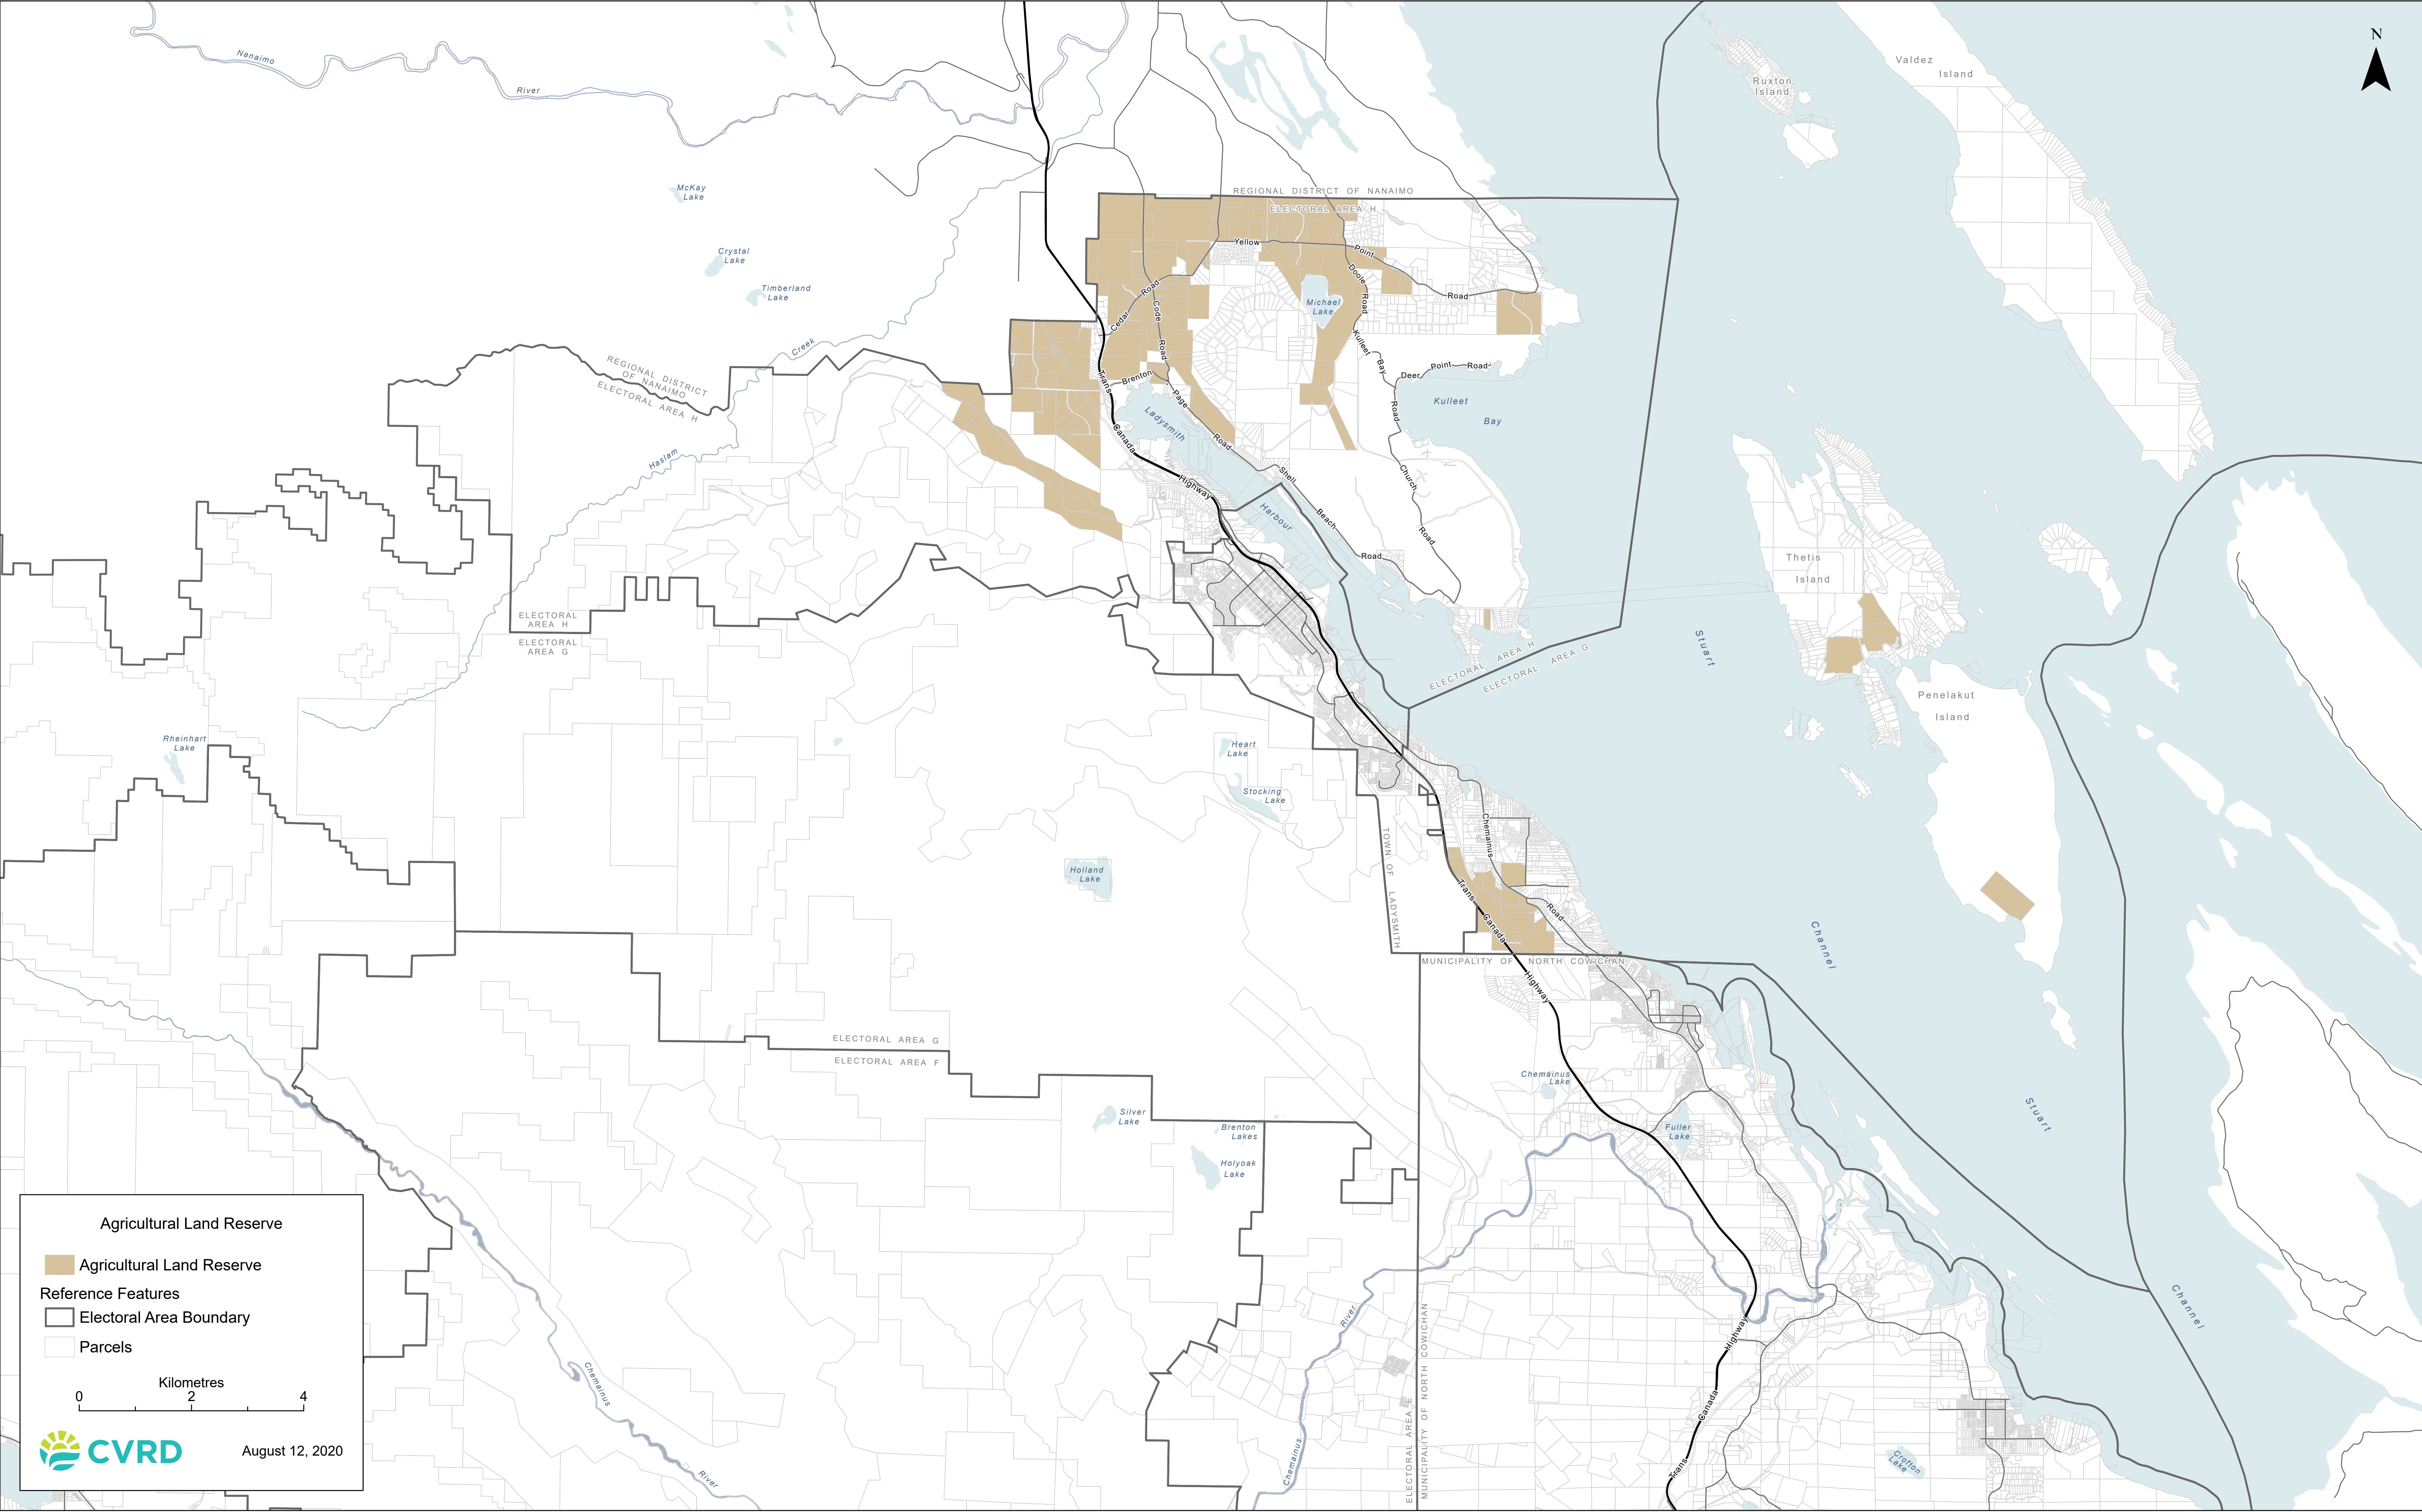 N
Valdez
Island
Ruxton
Island
Nanaimo
River
McKay
Lake
REGIONAL DISTRICT OF NANAIMO
ELECTORAL AREA H
Yellow
Point
Crystal
Lake
Timberland
Lake
Doole
Road
Road
Road
Cedar
Code
Road
Michael
Lake
Creek
Kulleet
Bay
Road
REGIONAL DISTRICT
OF NANAIMO
ELECTORAL AREA H
Trans
Canada
Highway
Brenton
Page
Road
Deer Point Road
Kulleet
Bay
Ladysmith
Harbour
Haslam
Shell
Beach
Road
Church
Road
Thetis
Island
ELECTORAL
AREA H
ELECTORAL
AREA G
ELECTORAL AREA H
ELECTORAL AREA G
Stuart
Channel
Penelakut
Island
Rheinhart
Lake
Heart
Lake
Stocking
Lake
Holland
Lake
TOWN OF LADYSMITH
Chemainus
Road
Trans
Canada
Highway
MUNICIPALITY OF NORTH COWICHAN
ELECTORAL AREA G
ELECTORAL AREA F
Chemainus
Lake
Silver
Lake
Brenton
Lakes
Holyoak
Lake
Fuller
Lake
Stuart
Channel
River
Chemainus
ELECTORAL AREA E
MUNICIPALITY OF NORTH COWICHAN
Highway
Canada
Trans
Crofton
Lake
Chemainus
River
Agricultural Land Reserve
Agricultural Land Reserve
Reference Features
Electoral Area Boundary
Parcels
Kilometres
0 2 4
CVRD
August 12, 2020